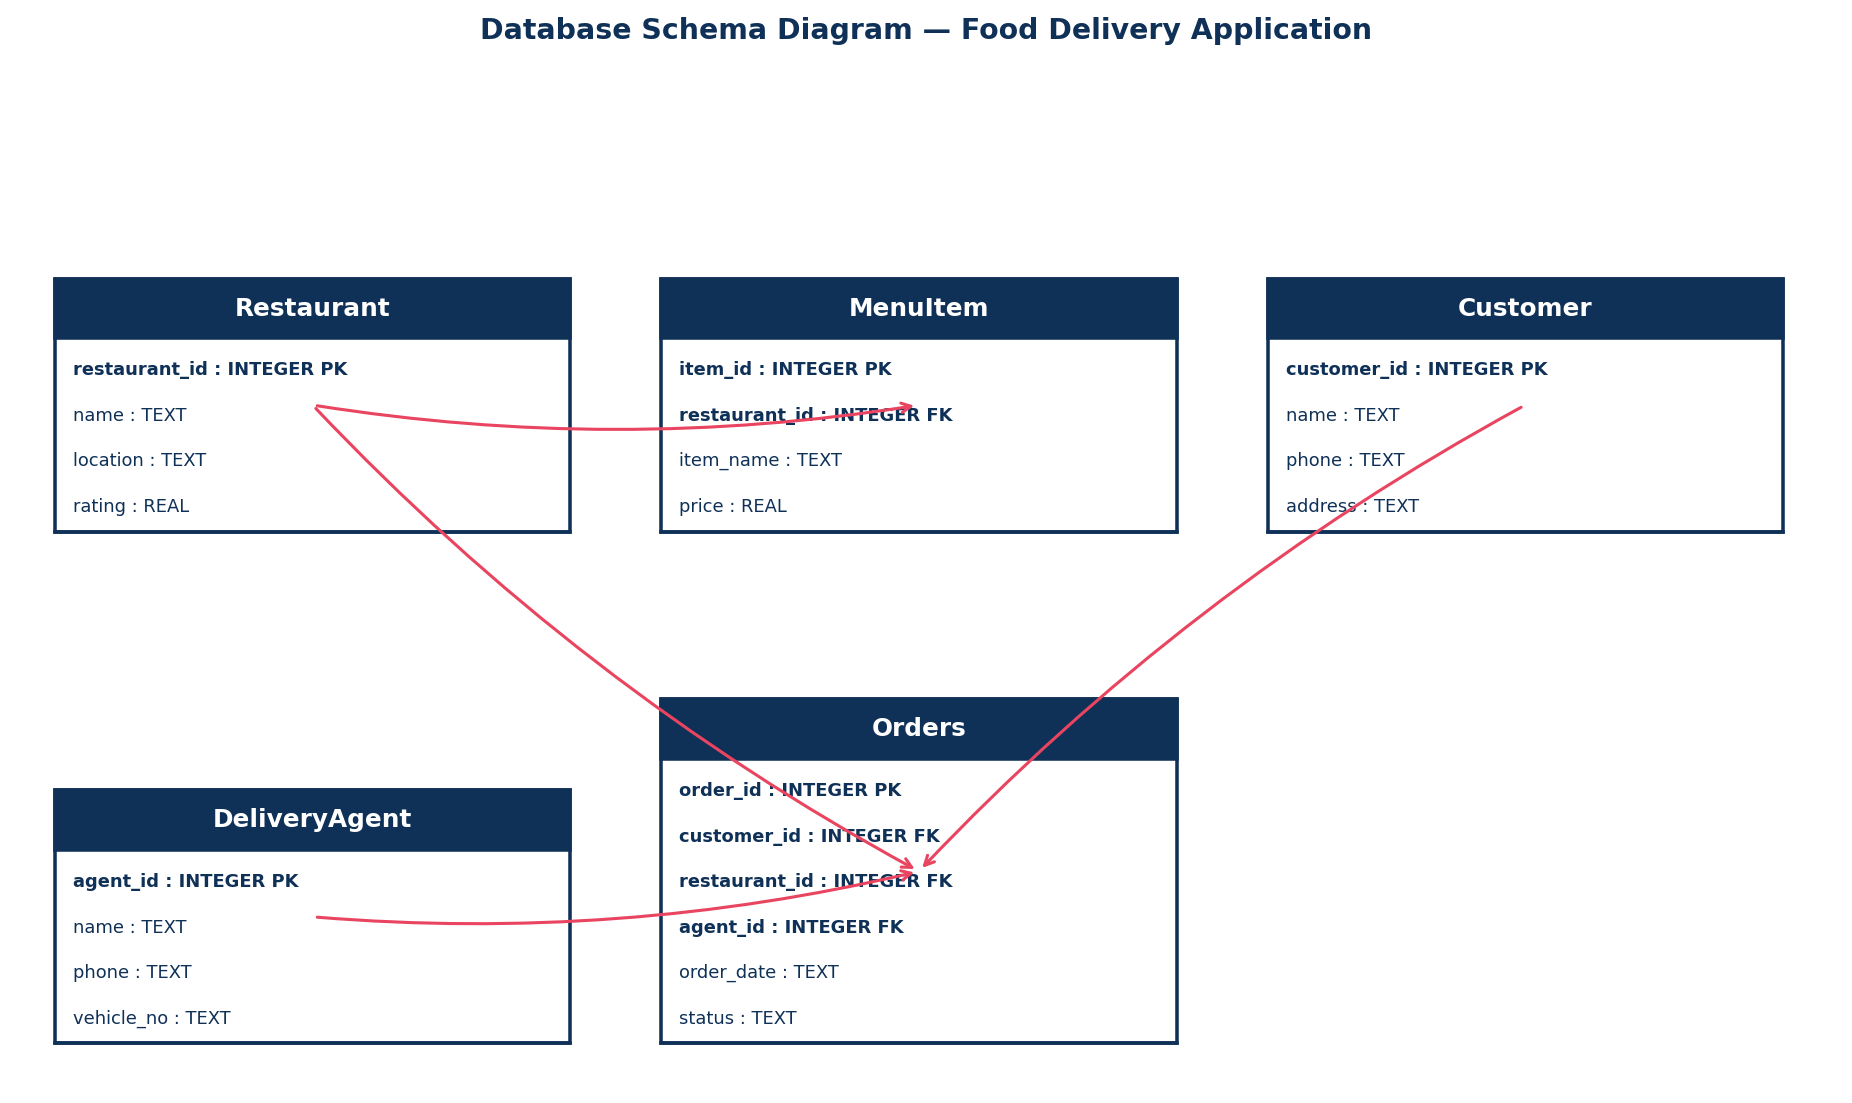 Database Schema Diagram — Food Delivery Application
Restaurant
restaurant_id : INTEGER PK
name : TEXT
location : TEXT
rating : REAL
MenuItem
item_id : INTEGER PK
restaurant_id : INTEGER FK
item_name : TEXT
price : REAL
Customer
customer_id : INTEGER PK
name : TEXT
phone : TEXT
address : TEXT
DeliveryAgent
agent_id : INTEGER PK
name : TEXT
phone : TEXT
vehicle_no : TEXT
Orders
order_id : INTEGER PK
customer_id : INTEGER FK
restaurant_id : INTEGER FK
agent_id : INTEGER FK
order_date : TEXT
status : TEXT